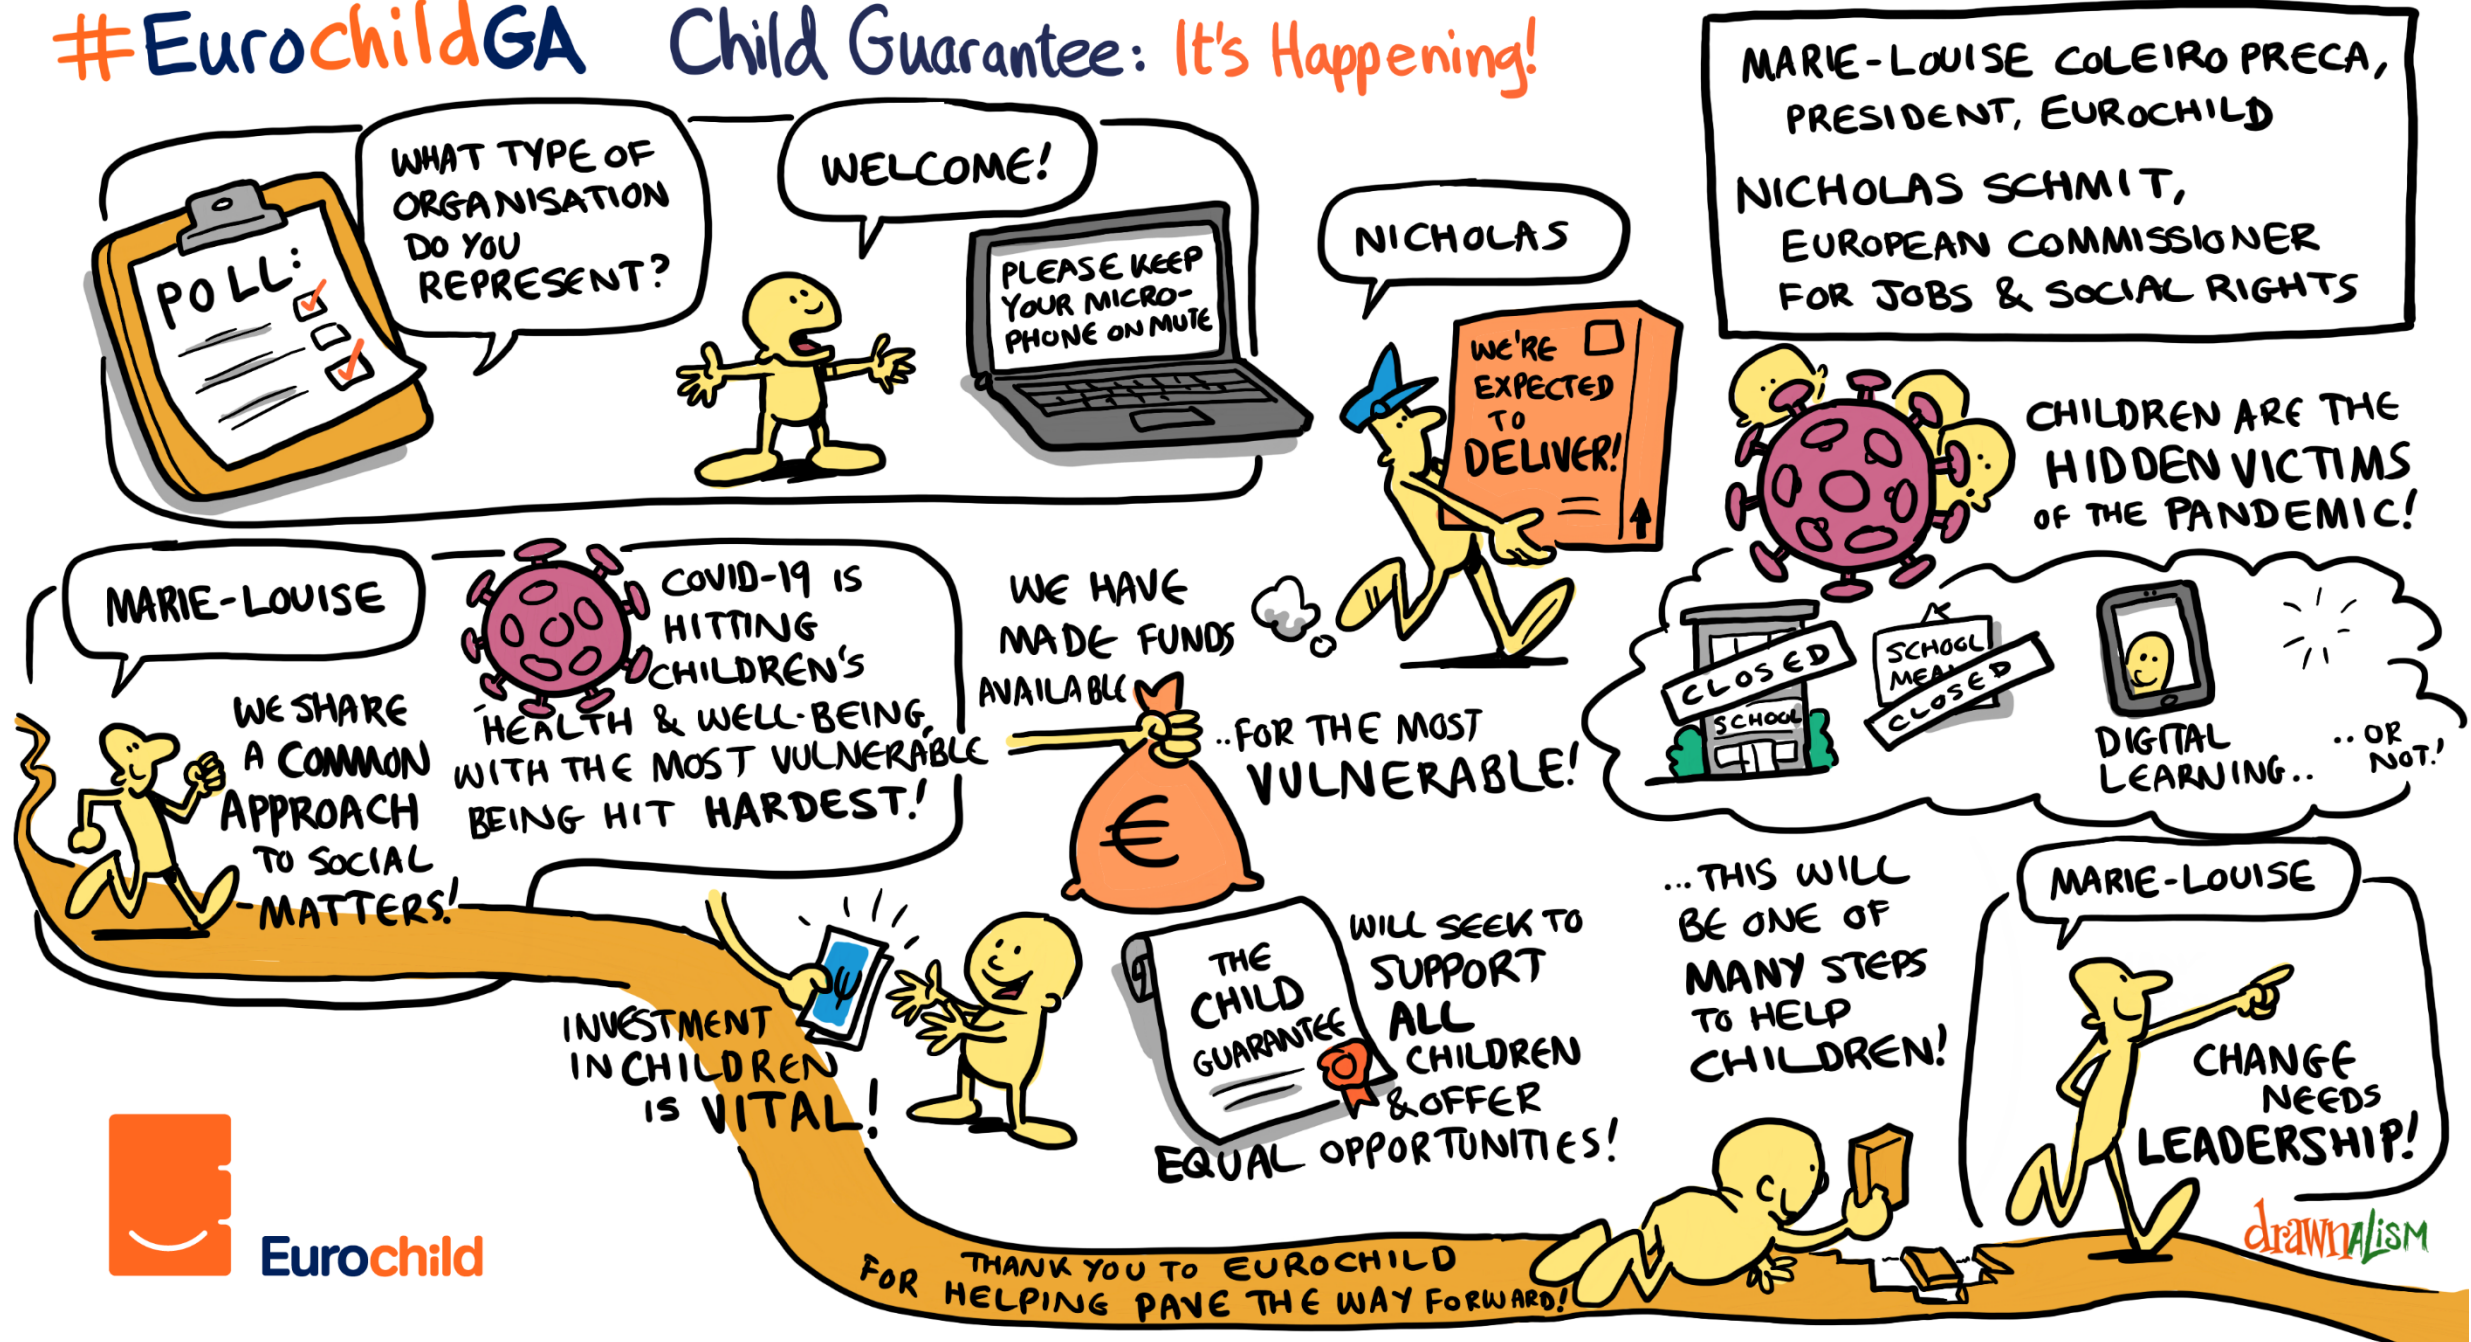 #EurochildGA
Child Guarantee: It's Happening!
MARIE-LOUISE COLEIRO PRECA,
PRESIDENT, EUROCHILD
NICHOLAS SCHMIT,
EUROPEAN COMMISSIONER
FOR JOBS & SOCIAL RIGHTS
POLL:
WHAT TYPE OF
ORGANISATION
DO YOU
REPRESENT?
WELCOME!
PLEASE KEEP
YOUR MICRO-
PHONE ON MUTE
MARIE-LOUISE
WE SHARE
A COMMON
APPROACH
TO SOCIAL
MATTERS!
COVID-19 IS
HITTING
CHILDREN'S
HEALTH & WELL-BEING,
WITH THE MOST VULNERABLE
BEING HIT HARDEST!
INVESTMENT
IN CHILDREN
IS VITAL!
NICHOLAS
WE'RE
EXPECTED
TO
DELIVER!
WE HAVE
MADE FUNDS
AVAILABLE
€
..FOR THE MOST
VULNERABLE!
CHILDREN ARE THE
HIDDEN VICTIMS
OF THE PANDEMIC!
CLOSED
SCHOOL
SCHOOL
MEA
CLOSED
DIGITAL
LEARNING..
..OR
NOT!
THE
CHILD
GUARANTEE
WILL SEEK TO
SUPPORT
ALL
CHILDREN
& OFFER
EQUAL OPPORTUNITIES!
...THIS WILL
BE ONE OF
MANY STEPS
TO HELP
CHILDREN!
MARIE-LOUISE
CHANGE
NEEDS
LEADERSHIP!
THANK YOU TO EUROCHILD
FOR HELPING PAVE THE WAY FORWARD!
Eurochild
drawnalism